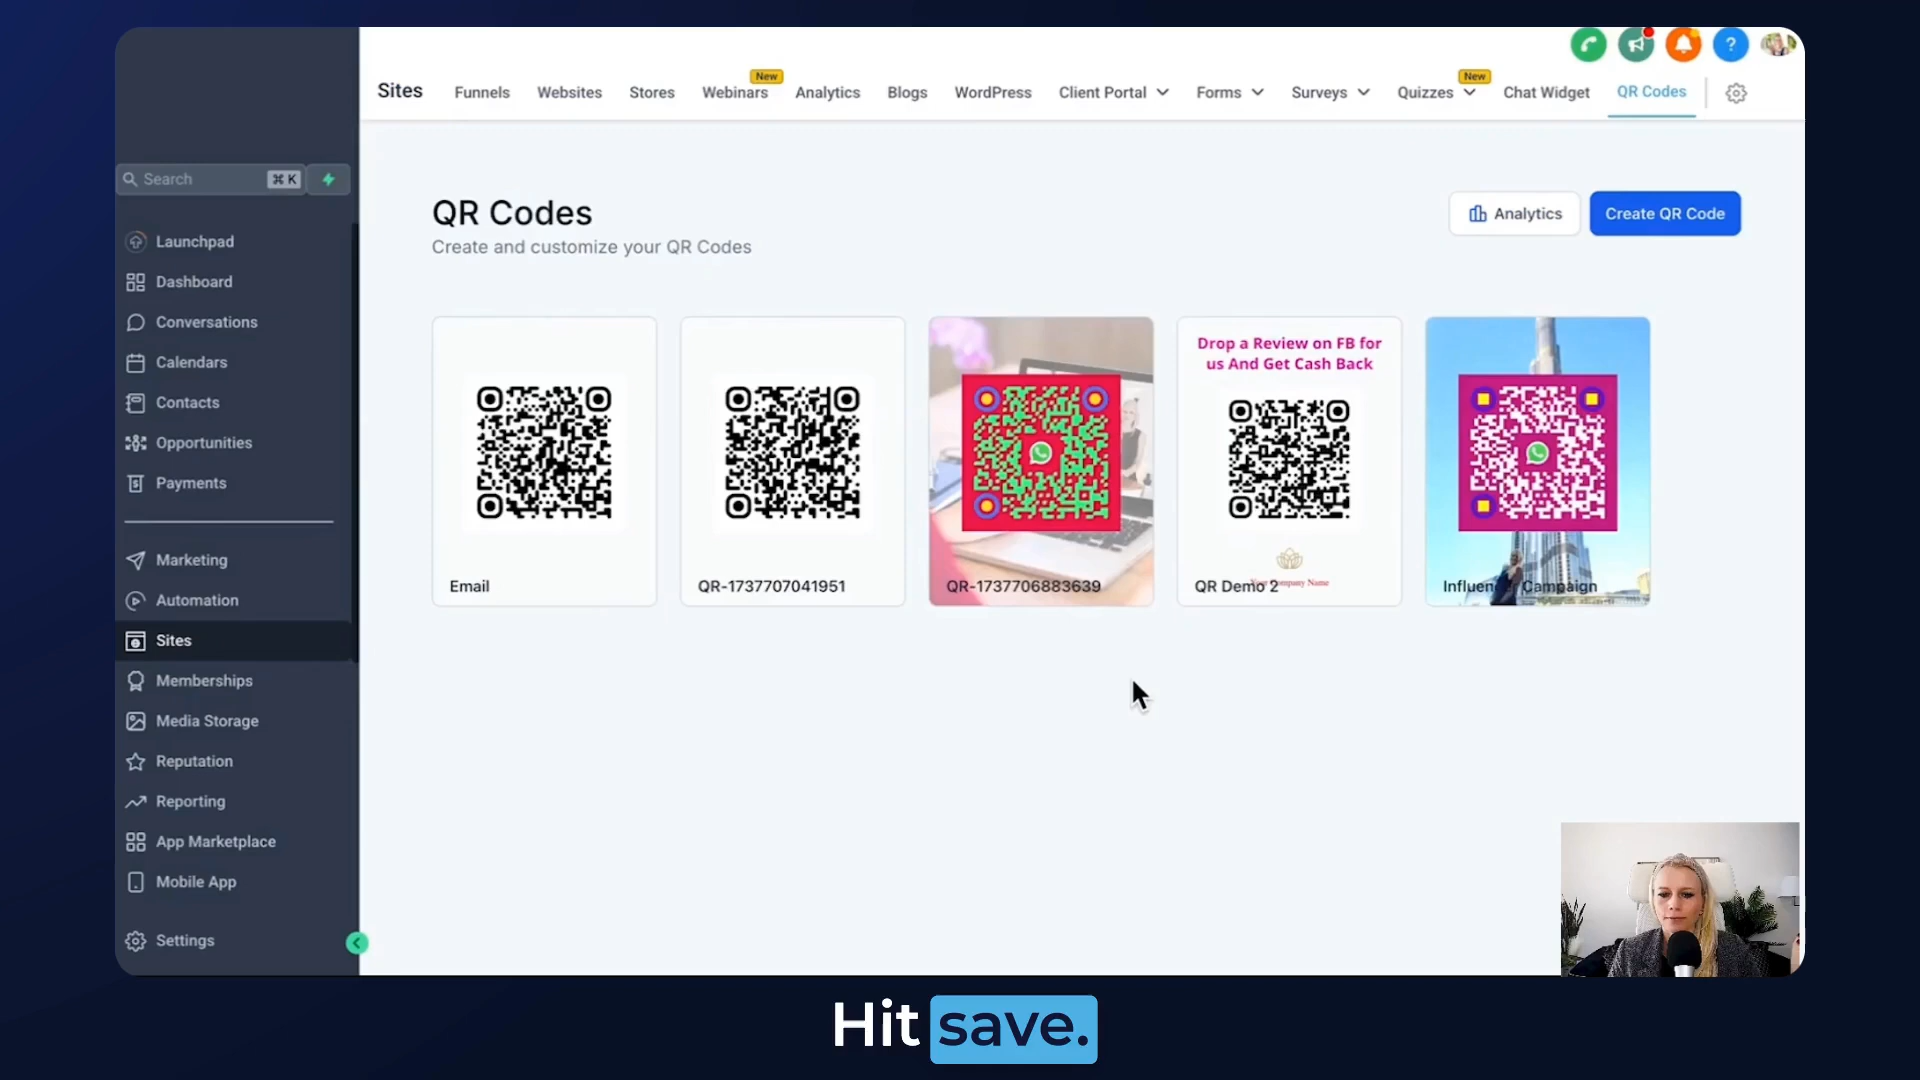 Sites
Funnels
Websites
Stores
Webinars
New
Analytics
Blogs
WordPress
Client Portal
Forms
Surveys
Quizzes
New
Chat Widget
QR Codes
?
Search
⌘ K
Launchpad
Dashboard
Conversations
Calendars
Contacts
Opportunities
Payments
Marketing
Automation
Sites
Memberships
Media Storage
Reputation
Reporting
App Marketplace
Mobile App
Settings
QR Codes
Create and customize your QR Codes
Analytics
Create QR Code
Email
QR-1737707041951
QR-1737706883639
Drop a Review on FB for
us And Get Cash Back
QR Demo 2
Company Name
Campaign
Hit save.